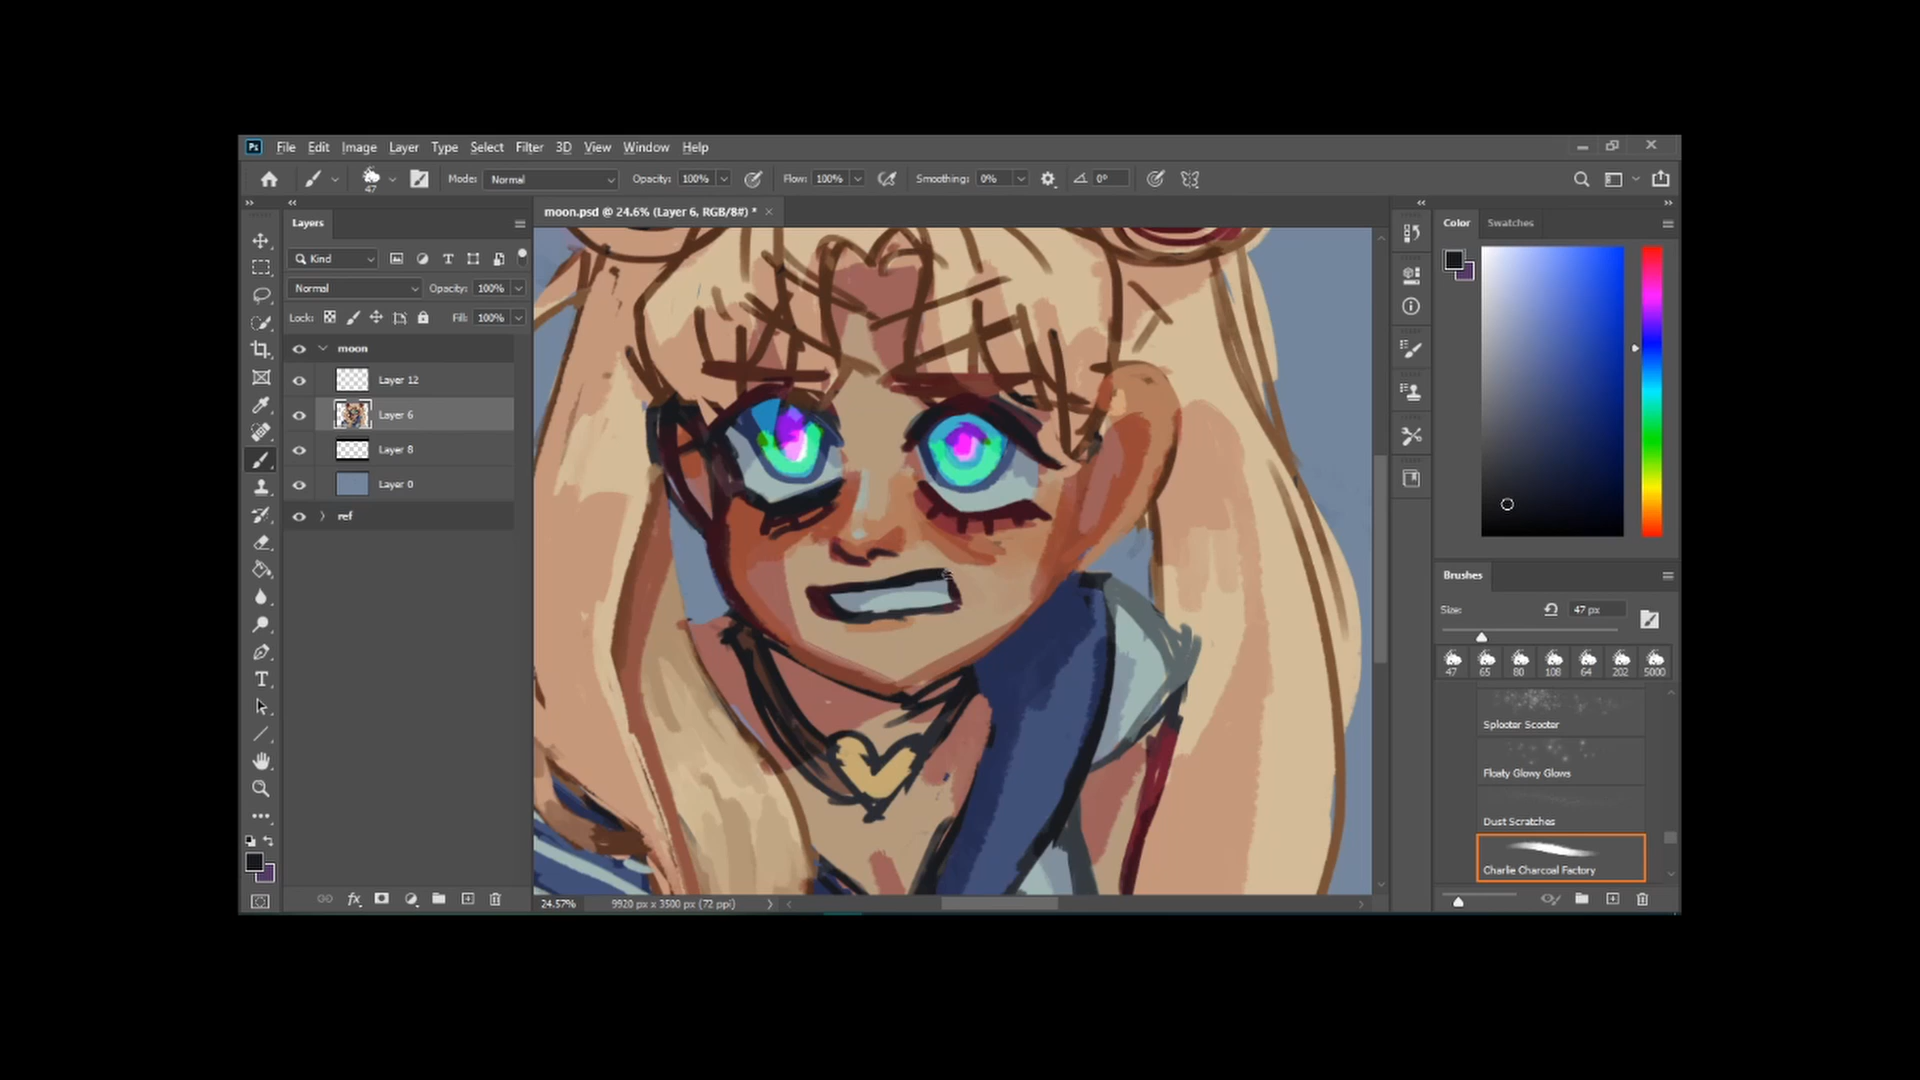 Ps File Edit Image Layer Type Select Filter 3D View Window Help
47 Mode: Normal Opacity: 100% Flow: 100% Smoothing: 0% 0°
Layers
moon.psd @ 24.6% (Layer 6, RGB/8#) * ×
Color Swatches
Kind
Normal Opacity: 100%
Lock: Fill: 100%
moon
Layer 12
Layer 6
Layer 8
Layer 0
ref
Brushes
Size: 47 px
47 65 80 108 64 202 5000
Splooter Scooter
Floaty Glowy Glows
Dust Scratches
Charlie Charcoal Factory
fx
24.57% 9920 px x 3500 px (72 ppi)